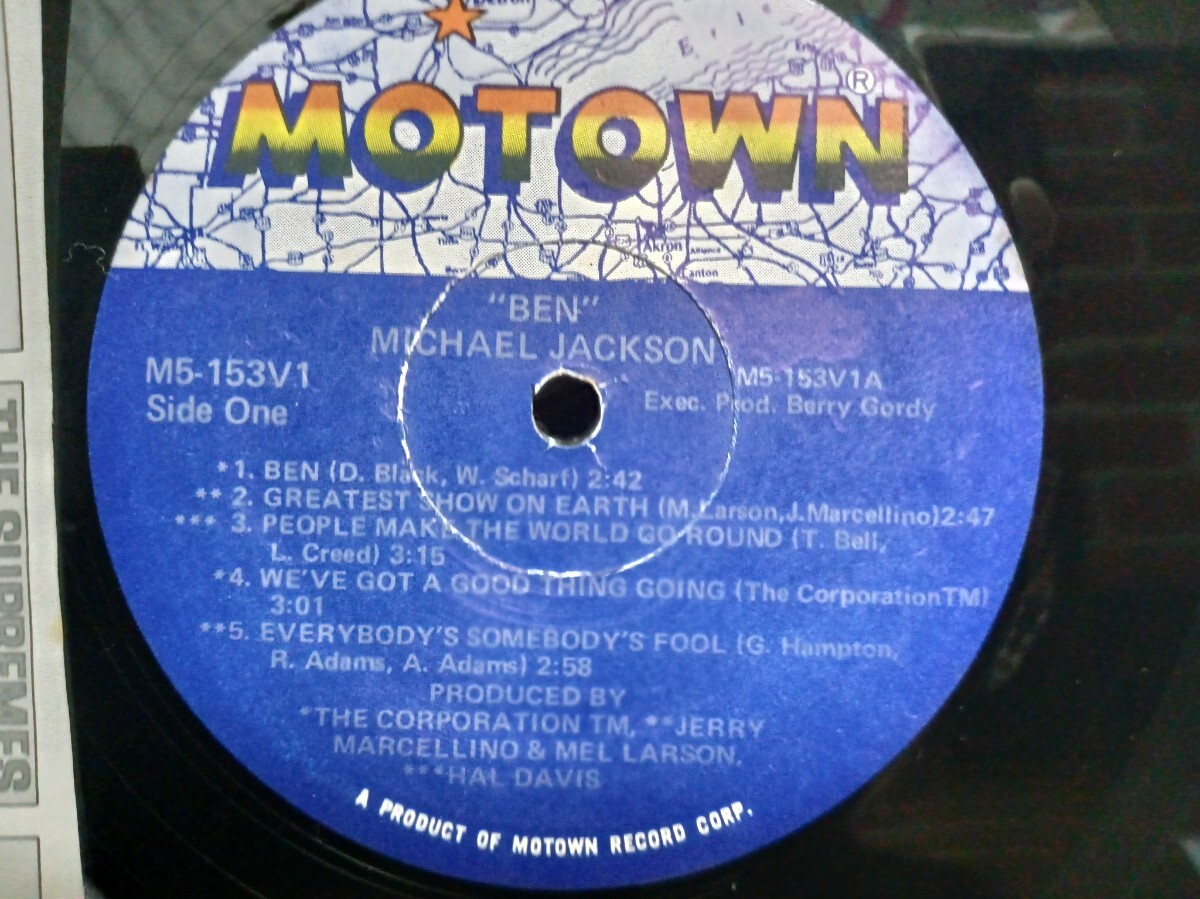 MOTOWN®
Akron
Canton
"BEN"
MICHAEL JACKSON
M5-153V1
Side One
M5-153V1A
Exec. Prod. Berry Gordy
*1. BEN (D. Black, W. Scharf) 2:42
** 2. GREATEST SHOW ON EARTH (M. Larson,J.Marcellino)2:47
*** 3. PEOPLE MAKE THE WORLD GO ROUND (T. Bell,
L. Creed) 3:15
*4. WE'VE GOT A GOOD THING GOING (The Corporation TM)
3:01
**5. EVERYBODY'S SOMEBODY'S FOOL (G. Hampton,
R. Adams, A. Adams) 2:58
PRODUCED BY
*THE CORPORATION TM, **JERRY
MARCELLINO & MEL LARSON,
***HAL DAVIS
A PRODUCT OF MOTOWN RECORD CORP.
THE SUPREMES